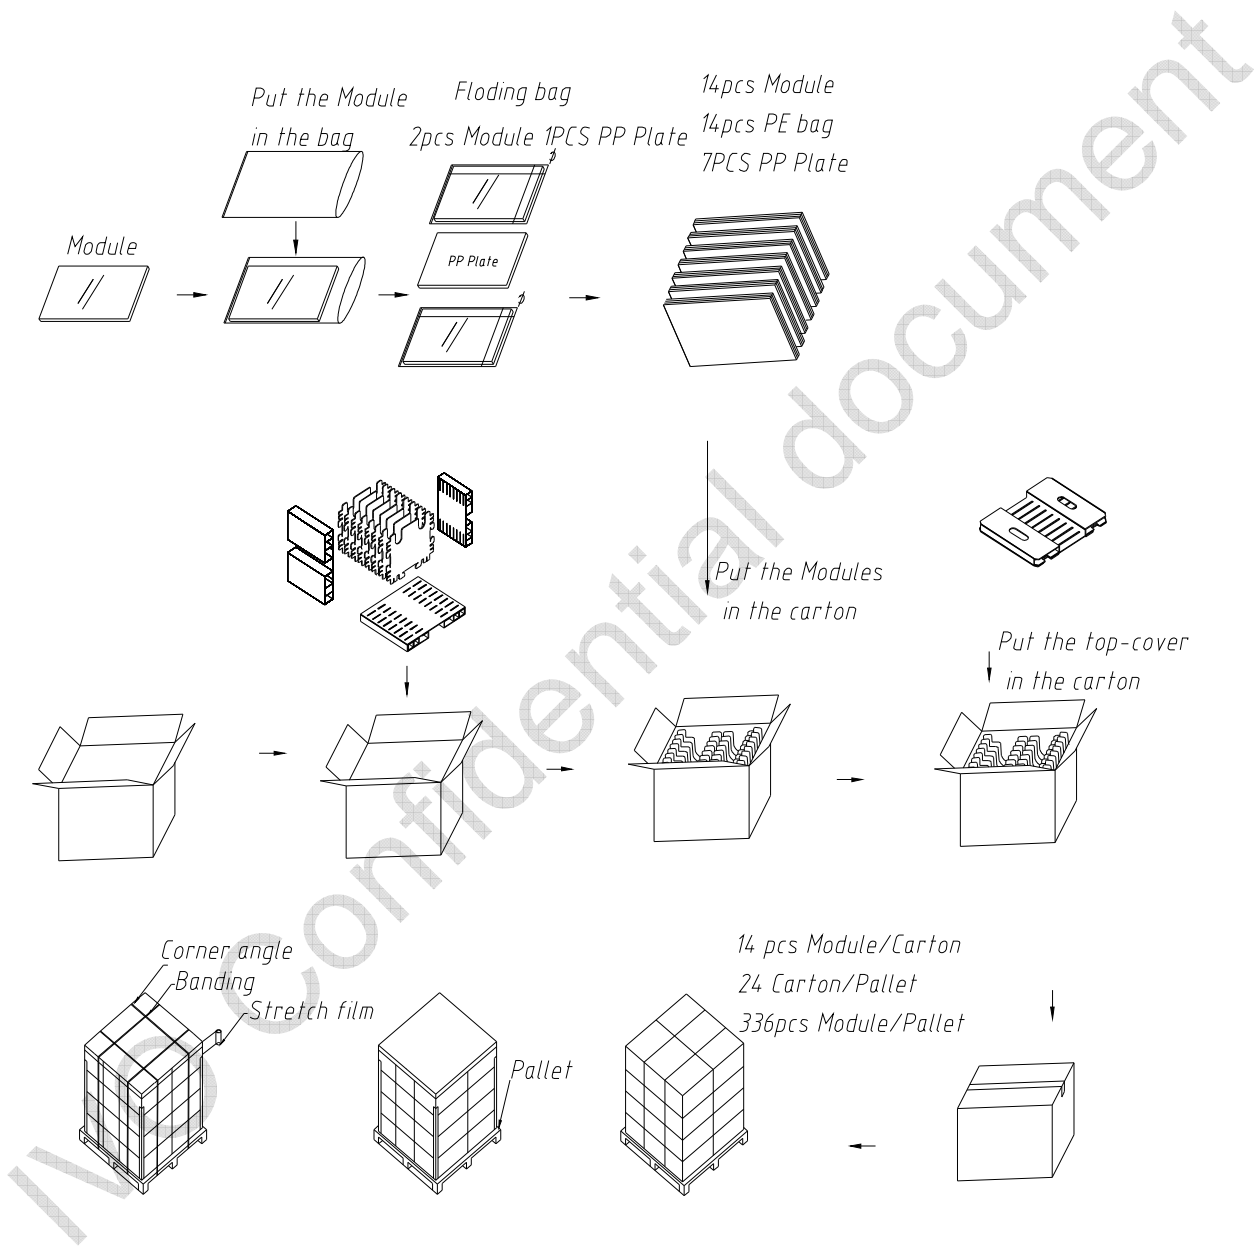 Put the Module
in the bag
Floding bag
2pcs Module 1PCS PP Plate
14pcs Module
14pcs PE bag
7PCS PP Plate
Module
PP Plate
Put the Modules
in the carton
Put the top-cover
in the carton
Corner angle
Banding
Stretch film
Pallet
14 pcs Module/Carton
24 Carton/Pallet
336pcs Module/Pallet
IVO Confidential document